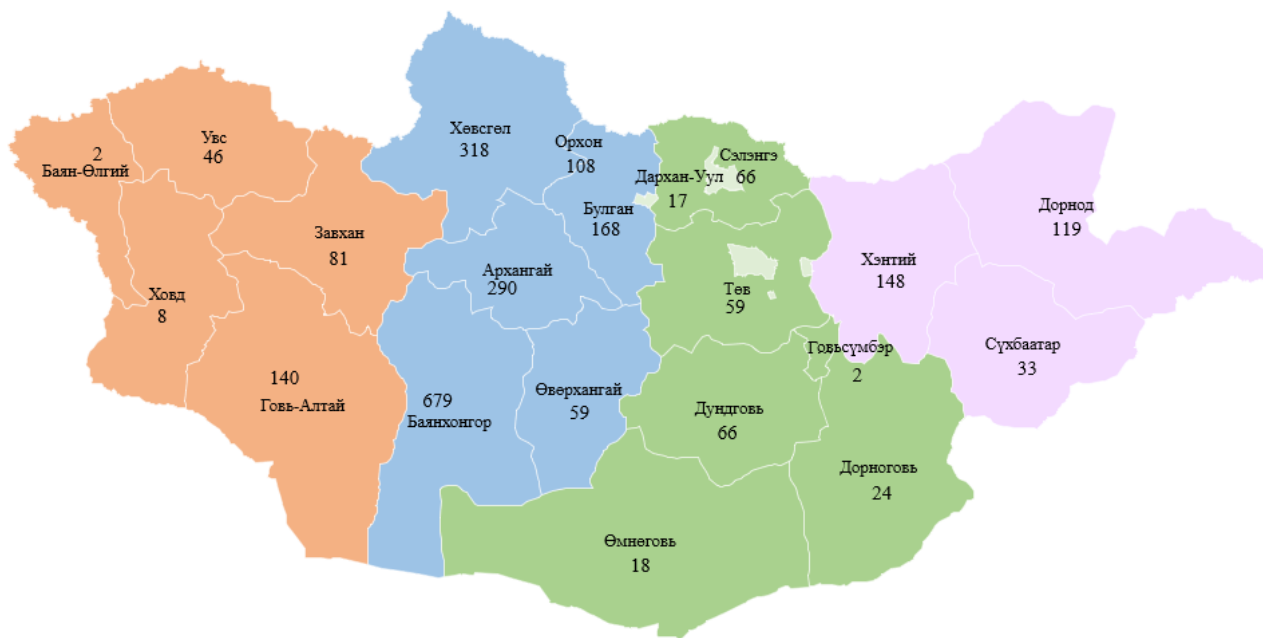 2
Баян-Өлгий
Увс
46
Ховд
8
Завхан
81
140
Говь-Алтай
Хөвсгөл
318
Орхон
108
Булган
168
Архангай
290
679
Баянхонгор
Өверхангай
59
Сэлэнгэ
66
Дархан-Уул
17
Төв
59
Говьсүмбэр
2
Дундговь
66
Дорноговь
24
Өмнөговь
18
Хэнтий
148
Дорнод
119
Сүхбаатар
33